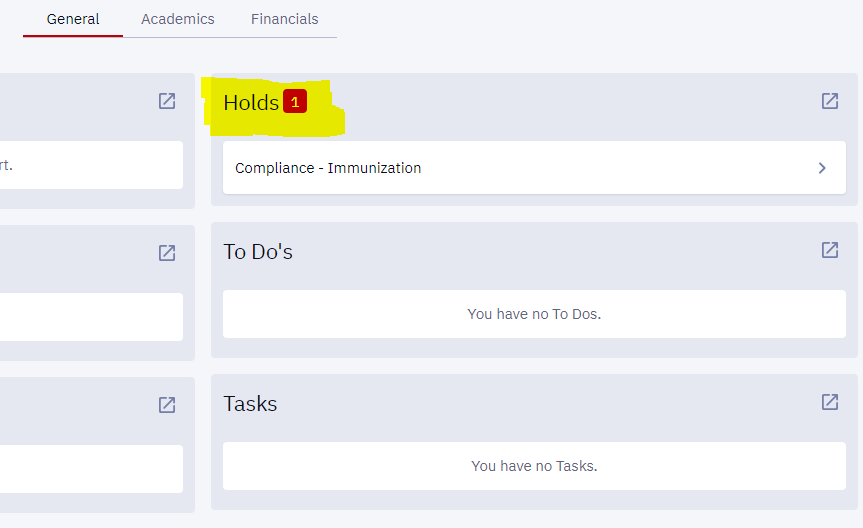 General Academics Financials
Holds 1
rt.
Compliance - Immunization
To Do's
You have no To Dos.
Tasks
You have no Tasks.